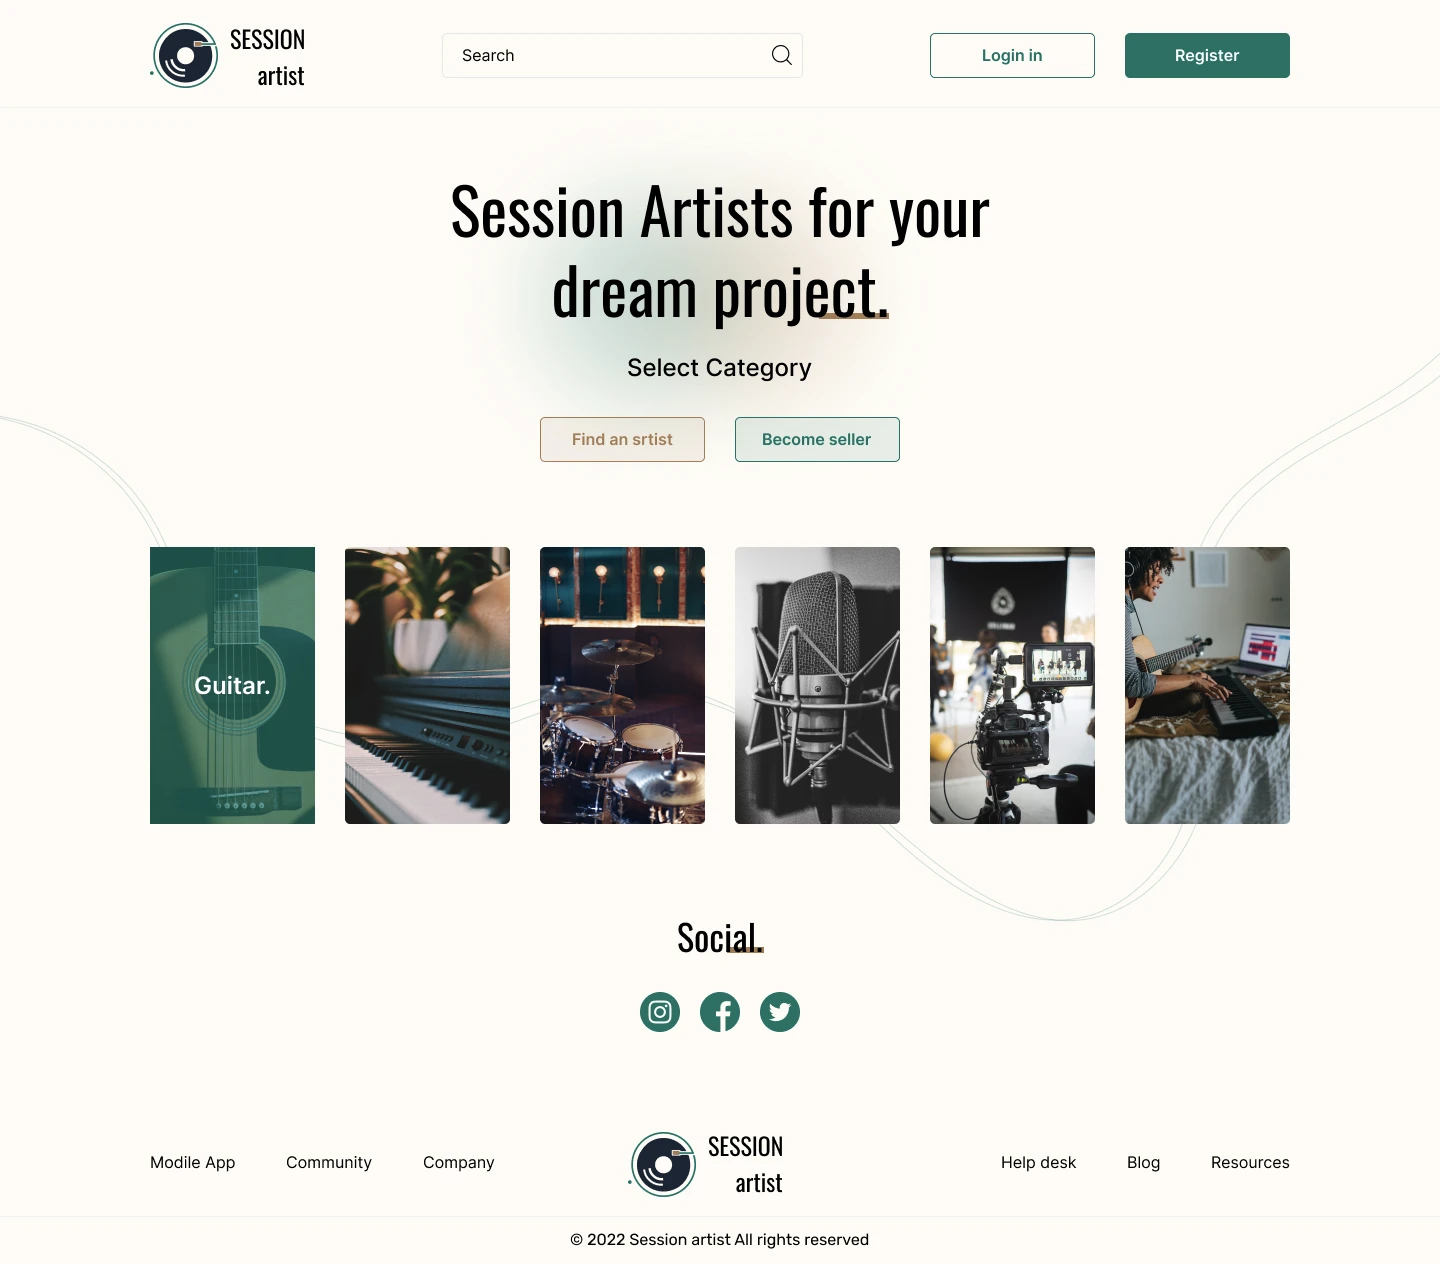 SESSION
artist
Search
Login in
Register
Session Artists for your
dream project.
Select Category
Find an srtist
Become seller
Guitar.
Social.
Modile App
Community
Company
SESSION
artist
Help desk
Blog
Resources
© 2022 Session artist All rights reserved